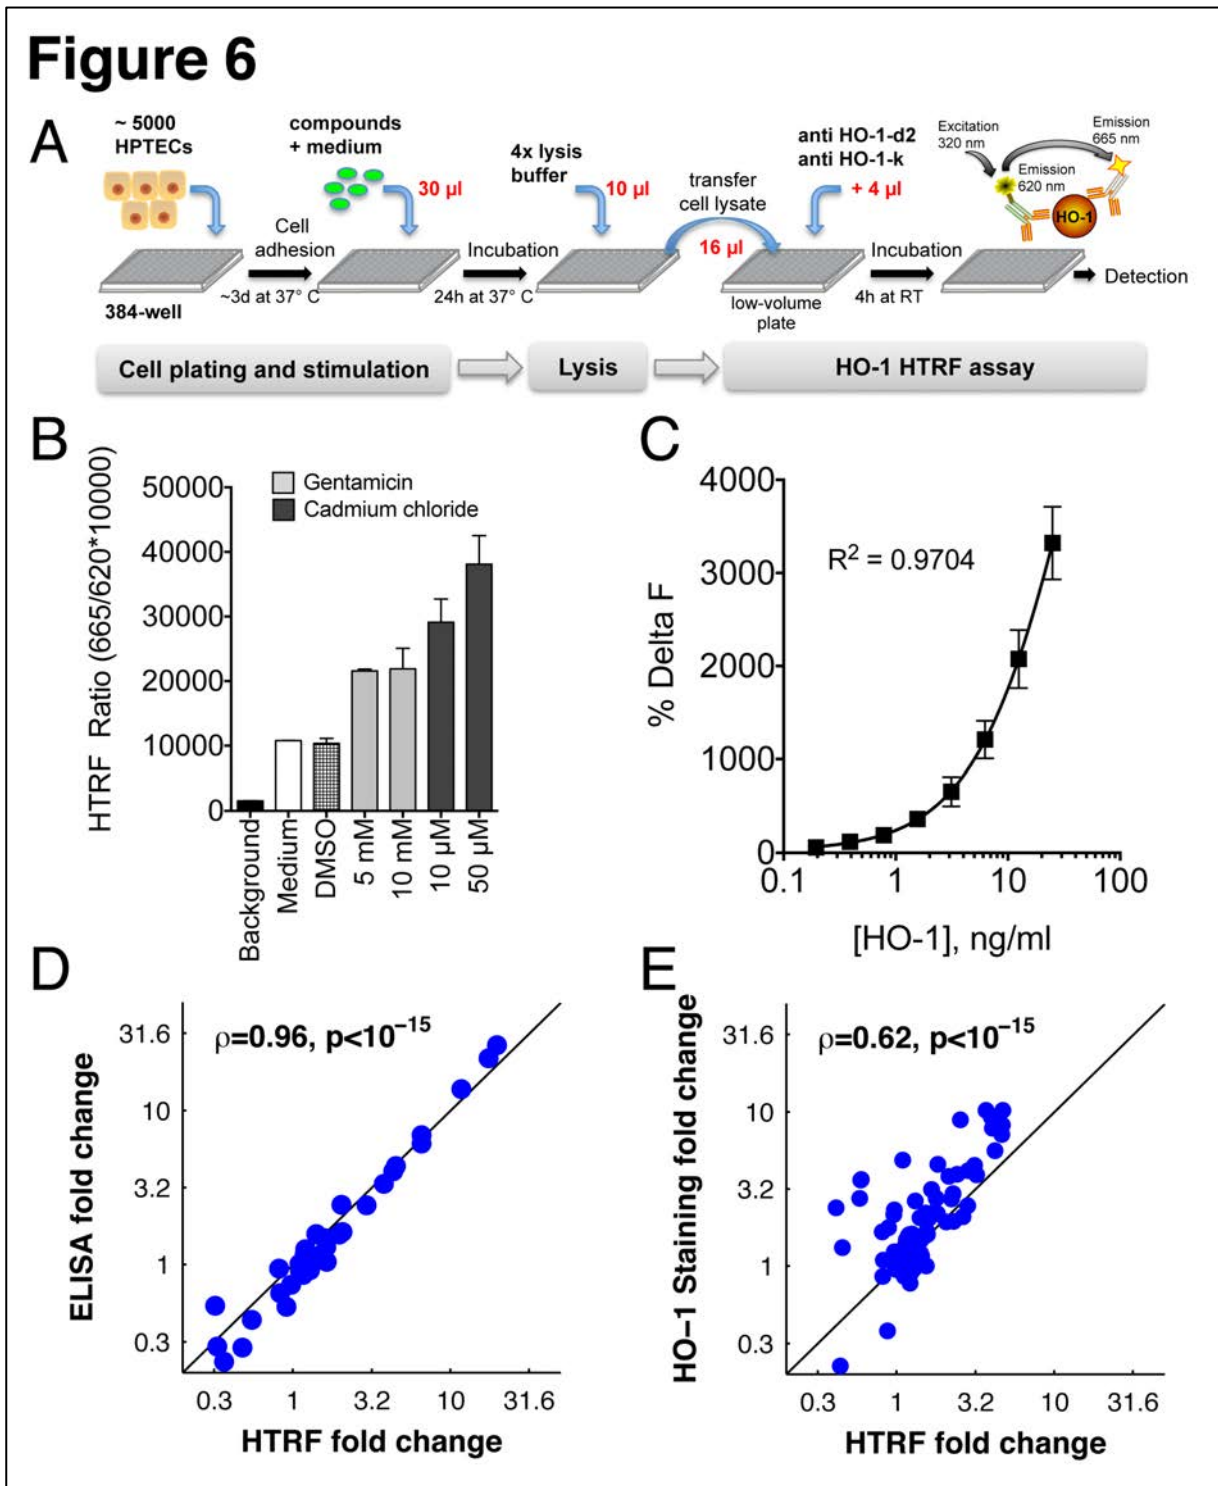 Figure 6
A
~ 5000
HPTECs
compounds
+ medium
30 µl
4x lysis
buffer
10 µl
transfer
cell lysate
16 µl
anti HO-1-d2
anti HO-1-k
+ 4 µl
Excitation
320 nm
Emission
665 nm
Emission
620 nm
HO-1
Cell
adhesion
~3d at 37° C
Incubation
24h at 37° C
Incubation
4h at RT
Detection
384-well
low-volume
plate
Cell plating and stimulation
Lysis
HO-1 HTRF assay
B
HTRF Ratio (665/620*10000)
50000
40000
30000
20000
10000
0
Gentamicin
Cadmium chloride
Background
Medium
DMSO
5 mM
10 mM
10 µM
50 µM
C
% Delta F
4000
3000
2000
1000
0
R² = 0.9704
0.1
1
10
100
[HO-1], ng/ml
D
ELISA fold change
31.6
10
3.2
1
0.3
ρ=0.96, p<10⁻¹⁵
0.3
1
3.2
10
31.6
HTRF fold change
E
HO−1 Staining fold change
31.6
10
3.2
1
0.3
ρ=0.62, p<10⁻¹⁵
0.3
1
3.2
10
31.6
HTRF fold change